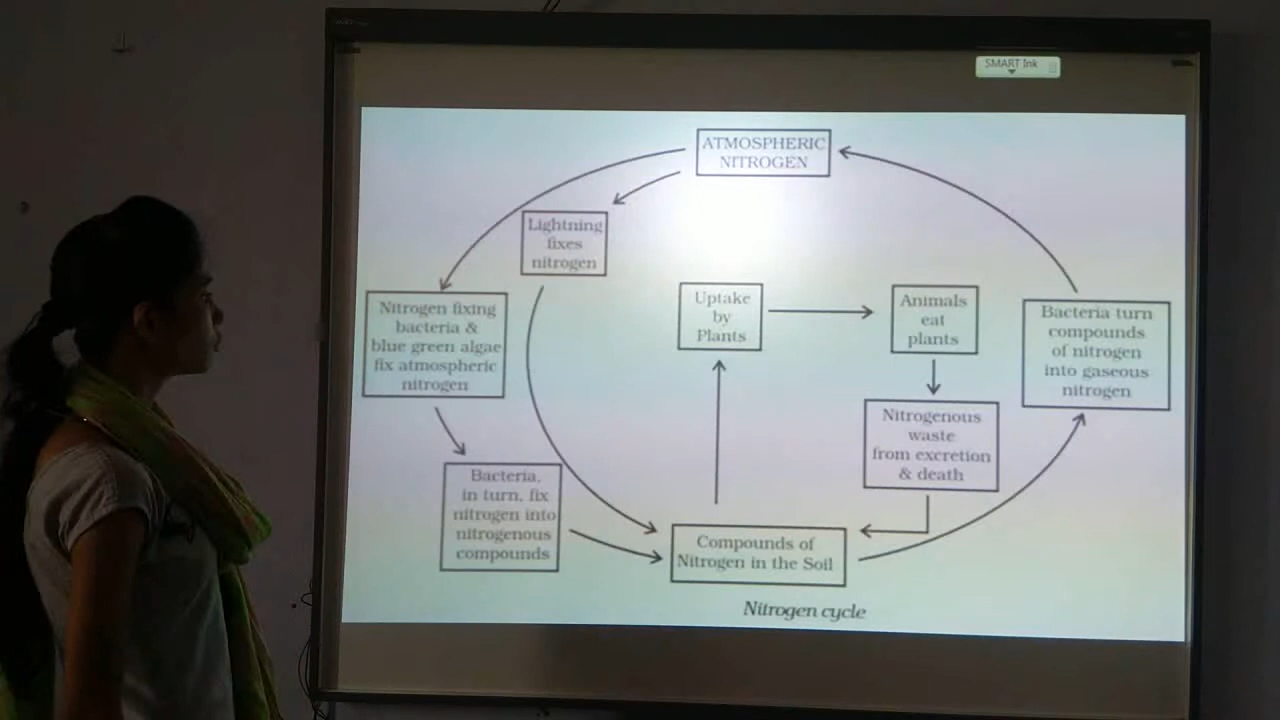 SMART Ink
ATMOSPHERIC
NITROGEN
Lightning
fixes
nitrogen
Nitrogen fixing
bacteria &
blue green algae
fix atmospheric
nitrogen
Uptake
by
Plants
Animals
eat
plants
Bacteria turn
compounds
of nitrogen
into gaseous
nitrogen
Nitrogenous
waste
from excretion
& death
Bacteria,
in turn, fix
nitrogen into
nitrogenous
compounds
Compounds of
Nitrogen in the Soil
Nitrogen cycle